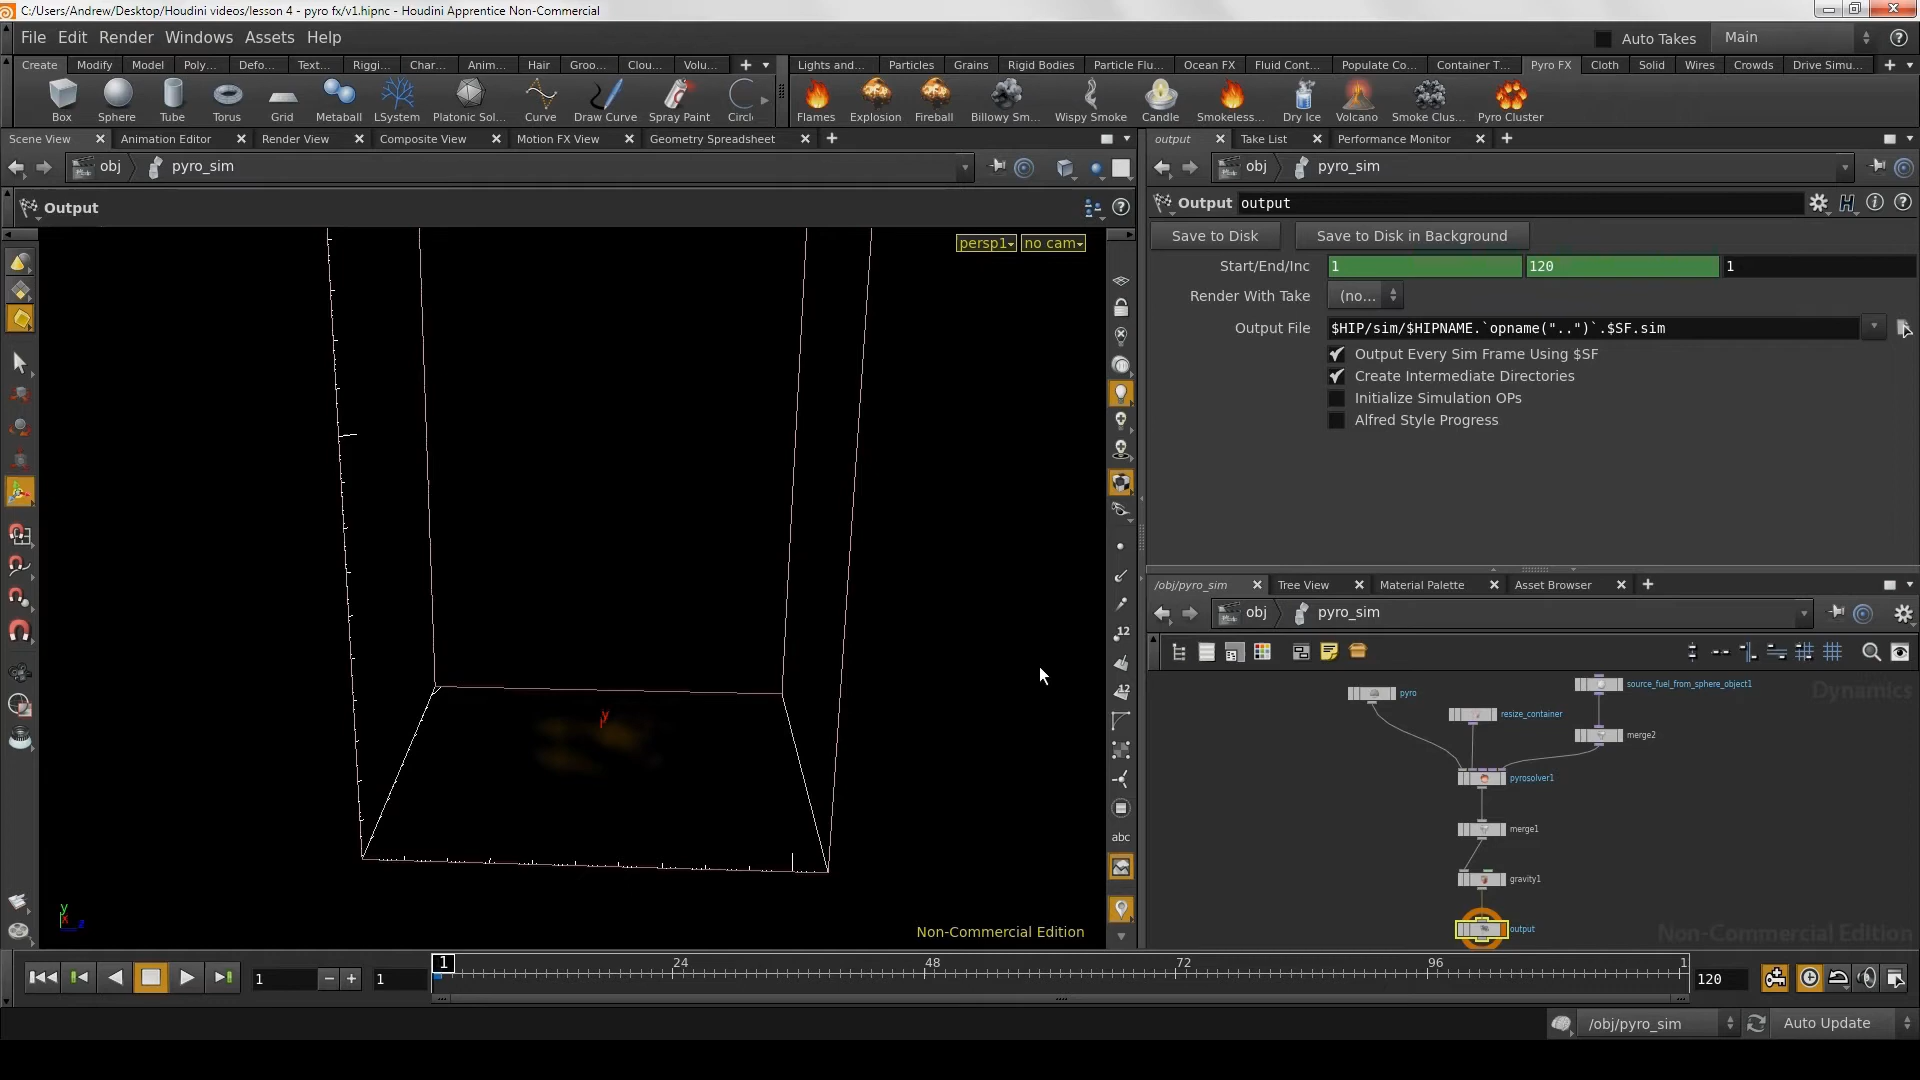 C:/Users/Andrew/Desktop/Houdini videos/lesson 4 - pyro fx/v1.hipnc - Houdini Apprentice Non-Commercial
File Edit Render Windows Assets Help
Auto Takes Main
Create Modify Model Poly... Defo... Text... Riggi... Char... Anim... Hair Groo... Clou... Volu...
Lights and... Particles Grains Rigid Bodies Particle Flu... Ocean FX Fluid Cont... Populate Co... Container T... Pyro FX Cloth Solid Wires Crowds Drive Simu...
Box Sphere Tube Torus Grid Metaball LSystem Platonic Sol... Curve Draw Curve Spray Paint Circl
Flames Explosion Fireball Billowy Sm... Wispy Smoke Candle Smokeless... Dry Ice Volcano Smoke Clus... Pyro Cluster
Scene View Animation Editor Render View Composite View Motion FX View Geometry Spreadsheet
output Take List Performance Monitor
obj pyro_sim
obj pyro_sim
Output
Output output
persp1 no cam
Save to Disk Save to Disk in Background
Start/End/Inc 1 120 1
Render With Take (no...
Output File $HIP/sim/$HIPNAME.`opname("..")`.$SF.sim
Output Every Sim Frame Using $SF
Create Intermediate Directories
Initialize Simulation OPs
Alfred Style Progress
/obj/pyro_sim Tree View Material Palette Asset Browser
obj pyro_sim
12
12
abc
y
y
x
z
Non-Commercial Edition
Dynamics
pyro
source_fuel_from_sphere_object1
resize_container
merge2
pyrosolver1
merge1
gravity1
output
Non-Commercial Edition
1 1 1 24 48 72 96 1 120
/obj/pyro_sim Auto Update